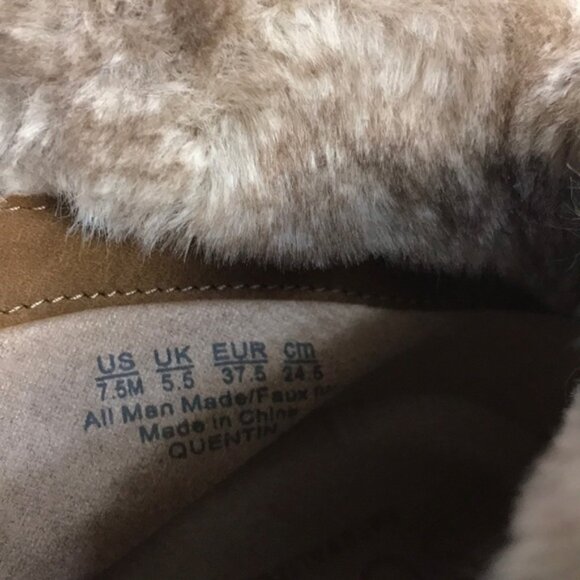 US UK EUR cm
7.5M 5.5 37.5 24.5
All Man Made/Faux fur
Made in China
QUENTIN